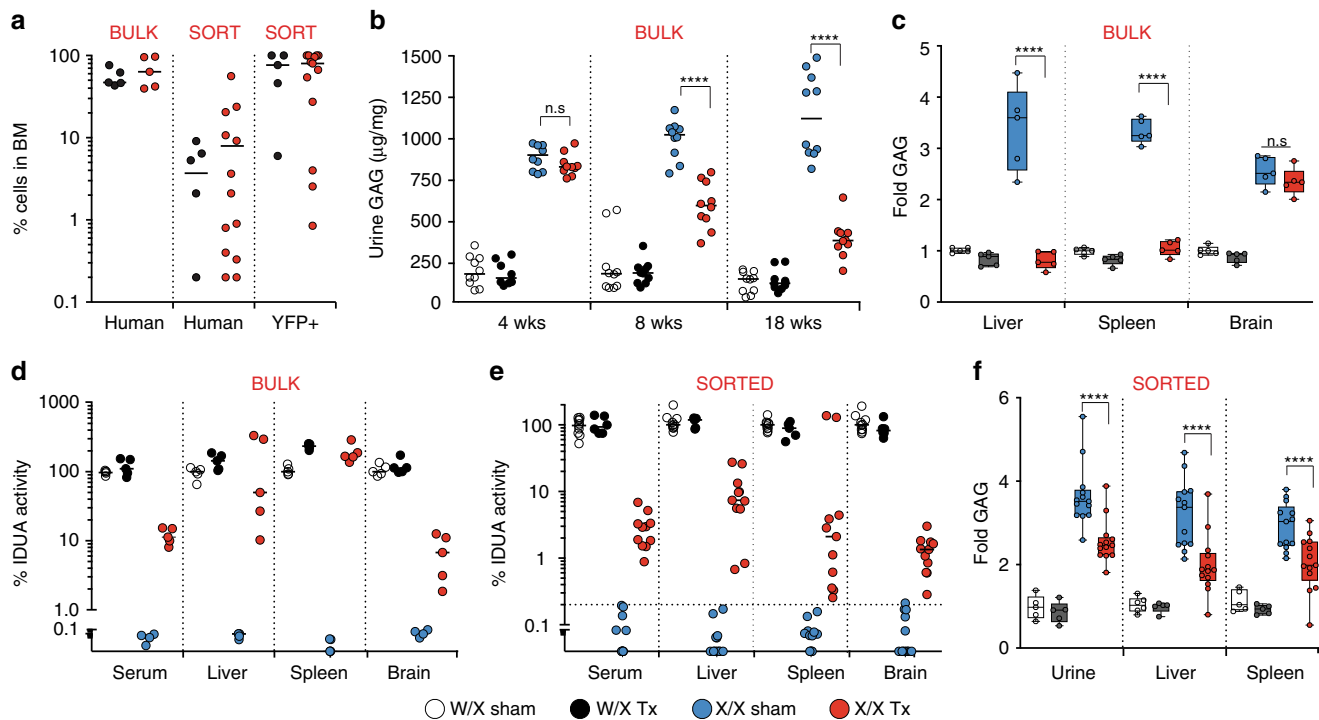 a
BULK SORT SORT
% cells in BM
100
10
1
0.1
Human Human YFP+
b
BULK
Urine GAG (µg/mg)
1500
1250
1000
750
500
250
0
n.s
****
****
4 wks 8 wks 18 wks
c
BULK
Fold GAG
5
4
3
2
1
0
****
****
n.s
Liver Spleen Brain
d
BULK
% IDUA activity
1000
100
10
1.0
0.1
Serum Liver Spleen Brain
e
SORTED
% IDUA activity
100
10
1
0.1
Serum Liver Spleen Brain
f
SORTED
Fold GAG
6
4
2
0
****
****
****
Urine Liver Spleen
W/X sham W/X Tx X/X sham X/X Tx